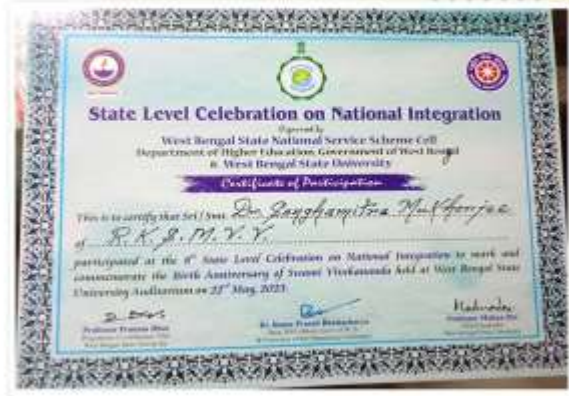 State Level Celebration on National Integration
Organised by
West Bengal State National Service Scheme Cell
Department of Higher Education, Government of West Bengal
& West Bengal State University
Certificate of Participation
This is to certify that Sri / Smt. Dr. Sanghamitra Mukherjee
of R. K. S. M. V. V.
participated at the State Level Celebration on National Integration to mark and
commemorate the Birth Anniversary of Swami Vivekananda held at West Bengal State
University Auditorium on 22nd May, 2023.